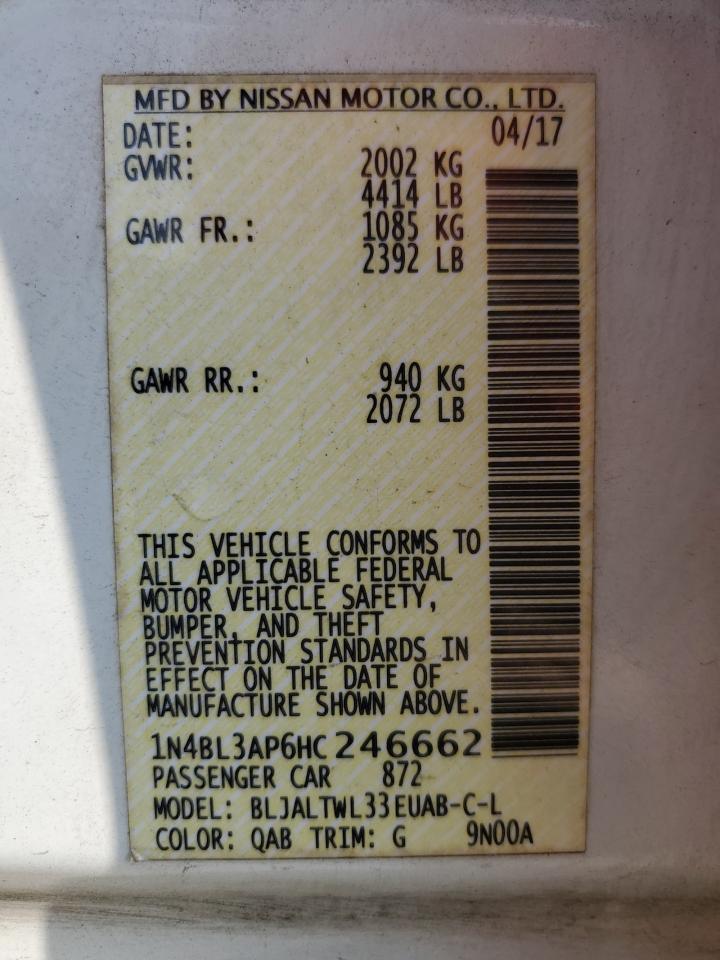 MFD BY NISSAN MOTOR CO., LTD.
DATE: 04/17
GVWR: 2002 KG
4414 LB
GAWR FR.: 1085 KG
2392 LB
GAWR RR.: 940 KG
2072 LB
THIS VEHICLE CONFORMS TO
ALL APPLICABLE FEDERAL
MOTOR VEHICLE SAFETY,
BUMPER, AND THEFT
PREVENTION STANDARDS IN
EFFECT ON THE DATE OF
MANUFACTURE SHOWN ABOVE.
1N4BL3AP6HC246662
PASSENGER CAR 872
MODEL: BLJALTWL33EUAB-C-L
COLOR: QAB TRIM: G 9N00A